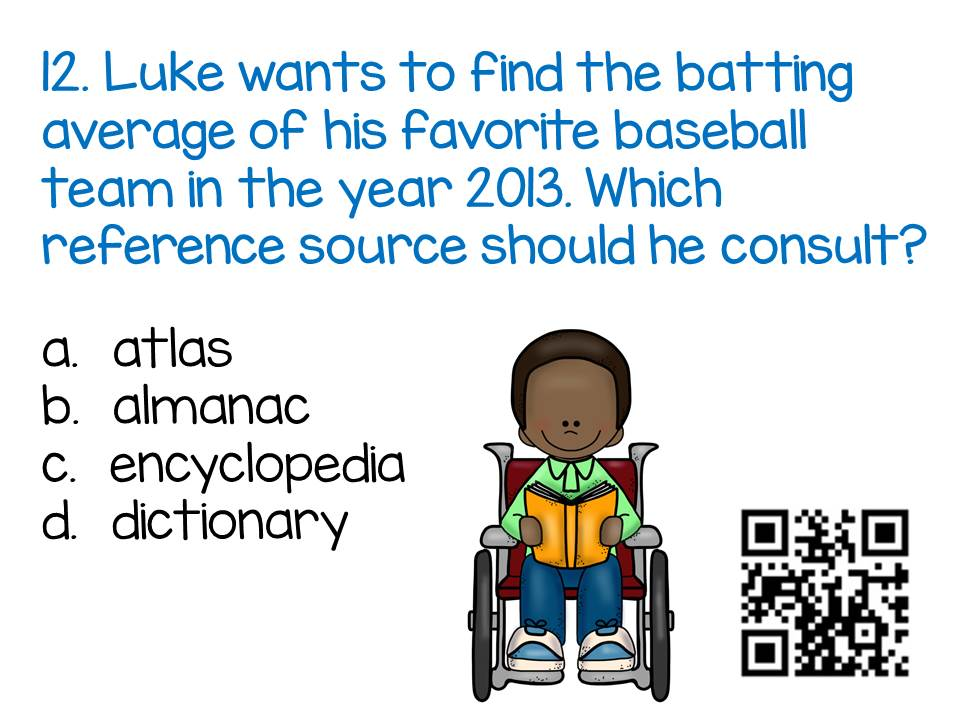 12. Luke wants to find the batting
average of his favorite baseball
team in the year 2013. Which
reference source should he consult?
a. atlas
b. almanac
c. encyclopedia
d. dictionary